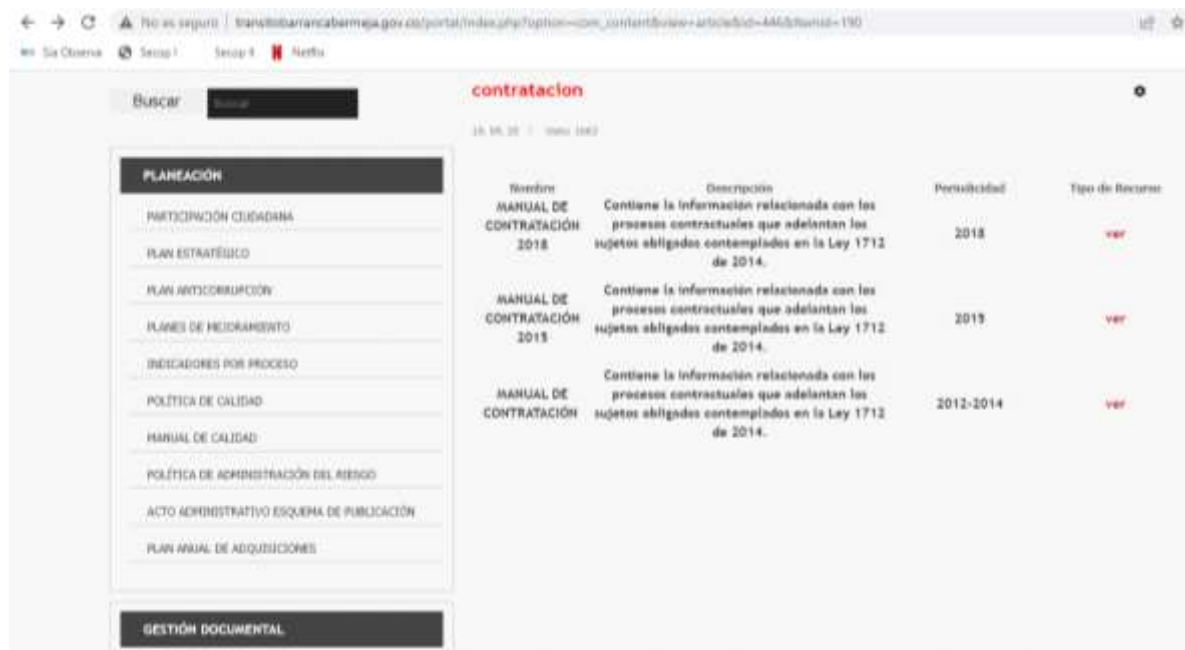 No es seguro | transitobarrancabermeja.gov.co/portal/index.php?option=com_content&view=article&id=446&Itemid=190
Sia Observa Secop I Secop II Netflix
Buscar Buscar
contratacion
PLANEACIÓN
PARTICIPACIÓN CIUDADANA
PLAN ESTRATÉGICO
PLAN ANTICORRUPCIÓN
PLANES DE MEJORAMIENTO
INDICADORES POR PROCESO
POLÍTICA DE CALIDAD
MANUAL DE CALIDAD
POLÍTICA DE ADMINISTRACIÓN DEL RIESGO
ACTO ADMINISTRATIVO ESQUEMA DE PUBLICACIÓN
PLAN ANUAL DE ADQUISICIONES
GESTIÓN DOCUMENTAL
Nombre Descripción Periodicidad Tipo de Recurso
MANUAL DE
CONTRATACIÓN
2018
Contiene la información relacionada con los
procesos contractuales que adelantan los
sujetos obligados contemplados en la Ley 1712
de 2014.
2018
ver
MANUAL DE
CONTRATACIÓN
2015
Contiene la información relacionada con los
procesos contractuales que adelantan los
sujetos obligados contemplados en la Ley 1712
de 2014.
2015
ver
MANUAL DE
CONTRATACIÓN
Contiene la información relacionada con los
procesos contractuales que adelantan los
sujetos obligados contemplados en la Ley 1712
de 2014.
2012-2014
ver